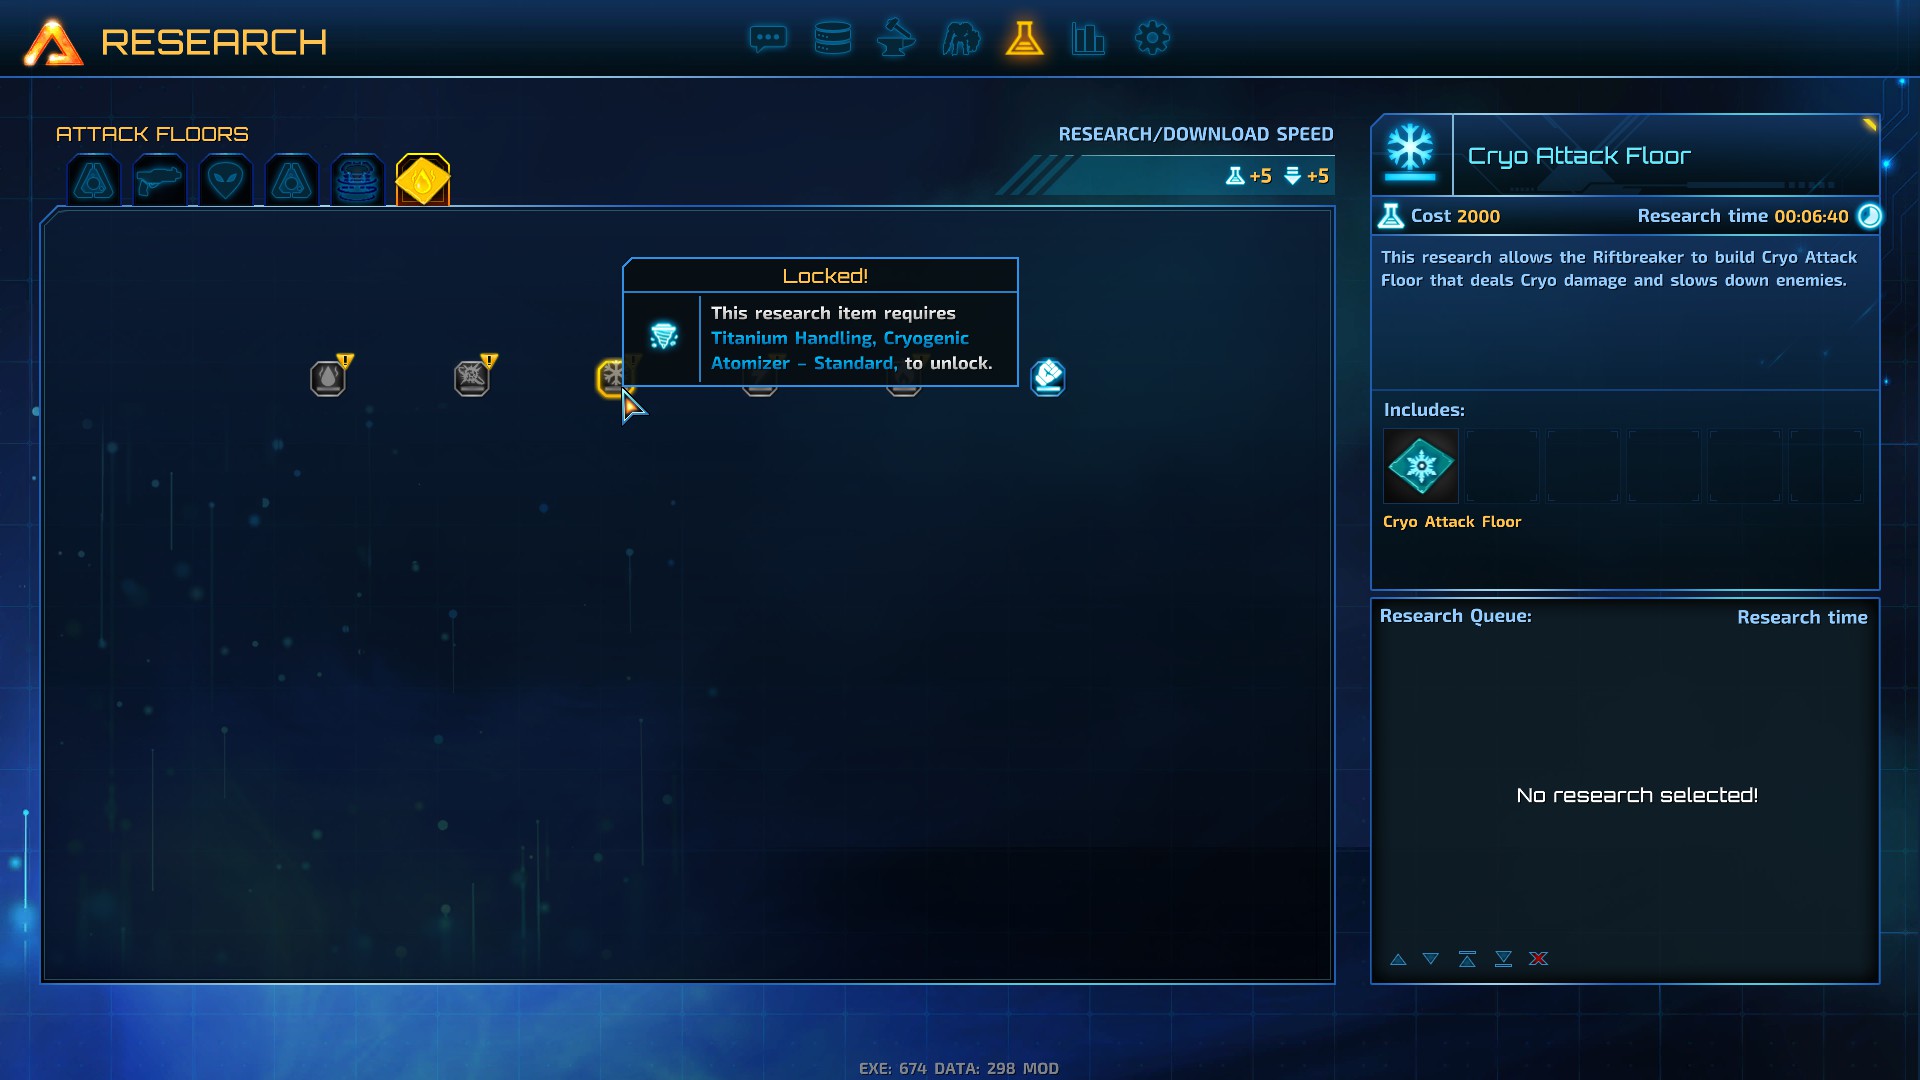 RESEARCH
ATTACK FLOORS
RESEARCH/DOWNLOAD SPEED
+5 +5
Locked!
This research item requires
Titanium Handling, Cryogenic
Atomizer - Standard, to unlock.
Cryo Attack Floor
Cost 2000
Research time 00:06:40
This research allows the Riftbreaker to build Cryo Attack
Floor that deals Cryo damage and slows down enemies.
Includes:
Cryo Attack Floor
Research Queue:
Research time
No research selected!
EXE: 674 DATA: 298 MOD